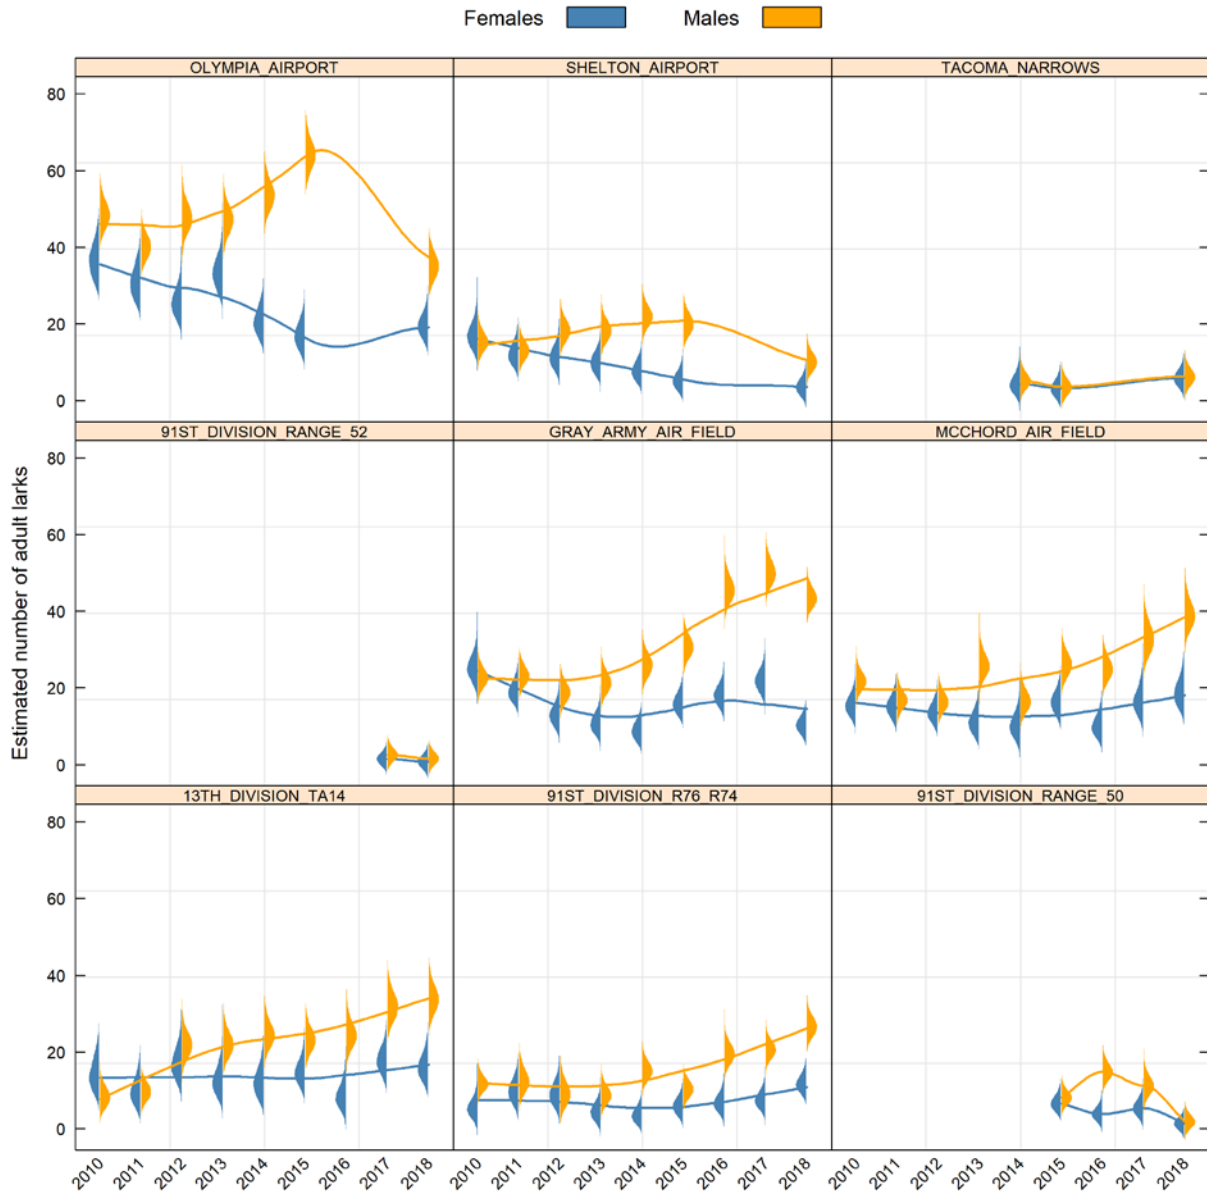 Females Males
OLYMPIA_AIRPORT SHELTON_AIRPORT TACOMA_NARROWS
80
60
40
20
0
91ST_DIVISION_RANGE_52 GRAY_ARMY_AIR_FIELD MCCHORD_AIR_FIELD
80
60
40
20
0
Estimated number of adult larks
13TH_DIVISION_TA14 91ST_DIVISION_R76_R74 91ST_DIVISION_RANGE_50
80
60
40
20
0
2010 2011 2012 2013 2014 2015 2016 2017 2018 2010 2011 2012 2013 2014 2015 2016 2017 2018 2010 2011 2012 2013 2014 2015 2016 2017 2018